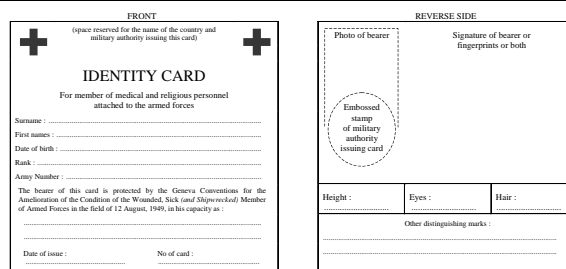 FRONT
(space reserved for the name of the country and
military authority issuing this card)
IDENTITY CARD
For member of medical and religious personnel
attached to the armed forces
Surname : 
First names : 
Date of birth : 
Rank : 
Army Number : 
The bearer of this card is protected by the Geneva Conventions for the
Amelioration of the Condition of the Wounded, Sick (and Shipwrecked) Member
of Armed Forces in the field of 12 August, 1949, in his capacity as :
Date of issue :    No of card :
REVERSE SIDE
Photo of bearer
Signature of bearer or
fingerprints or both
Embossed
stamp
of military
authority
issuing card
Height :    Eyes :    Hair :
Other distinguishing marks :